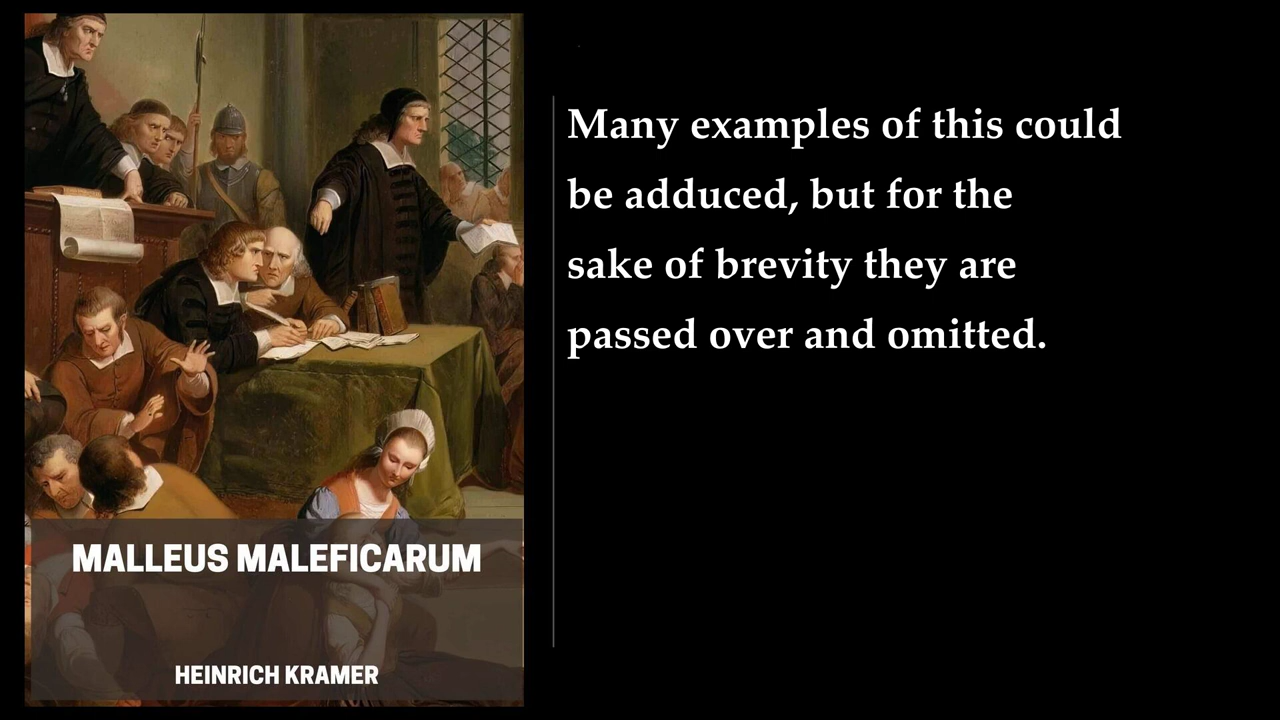 Many examples of this could
be adduced, but for the
sake of brevity they are
passed over and omitted.
MALLEUS MALEFICARUM
HEINRICH KRAMER